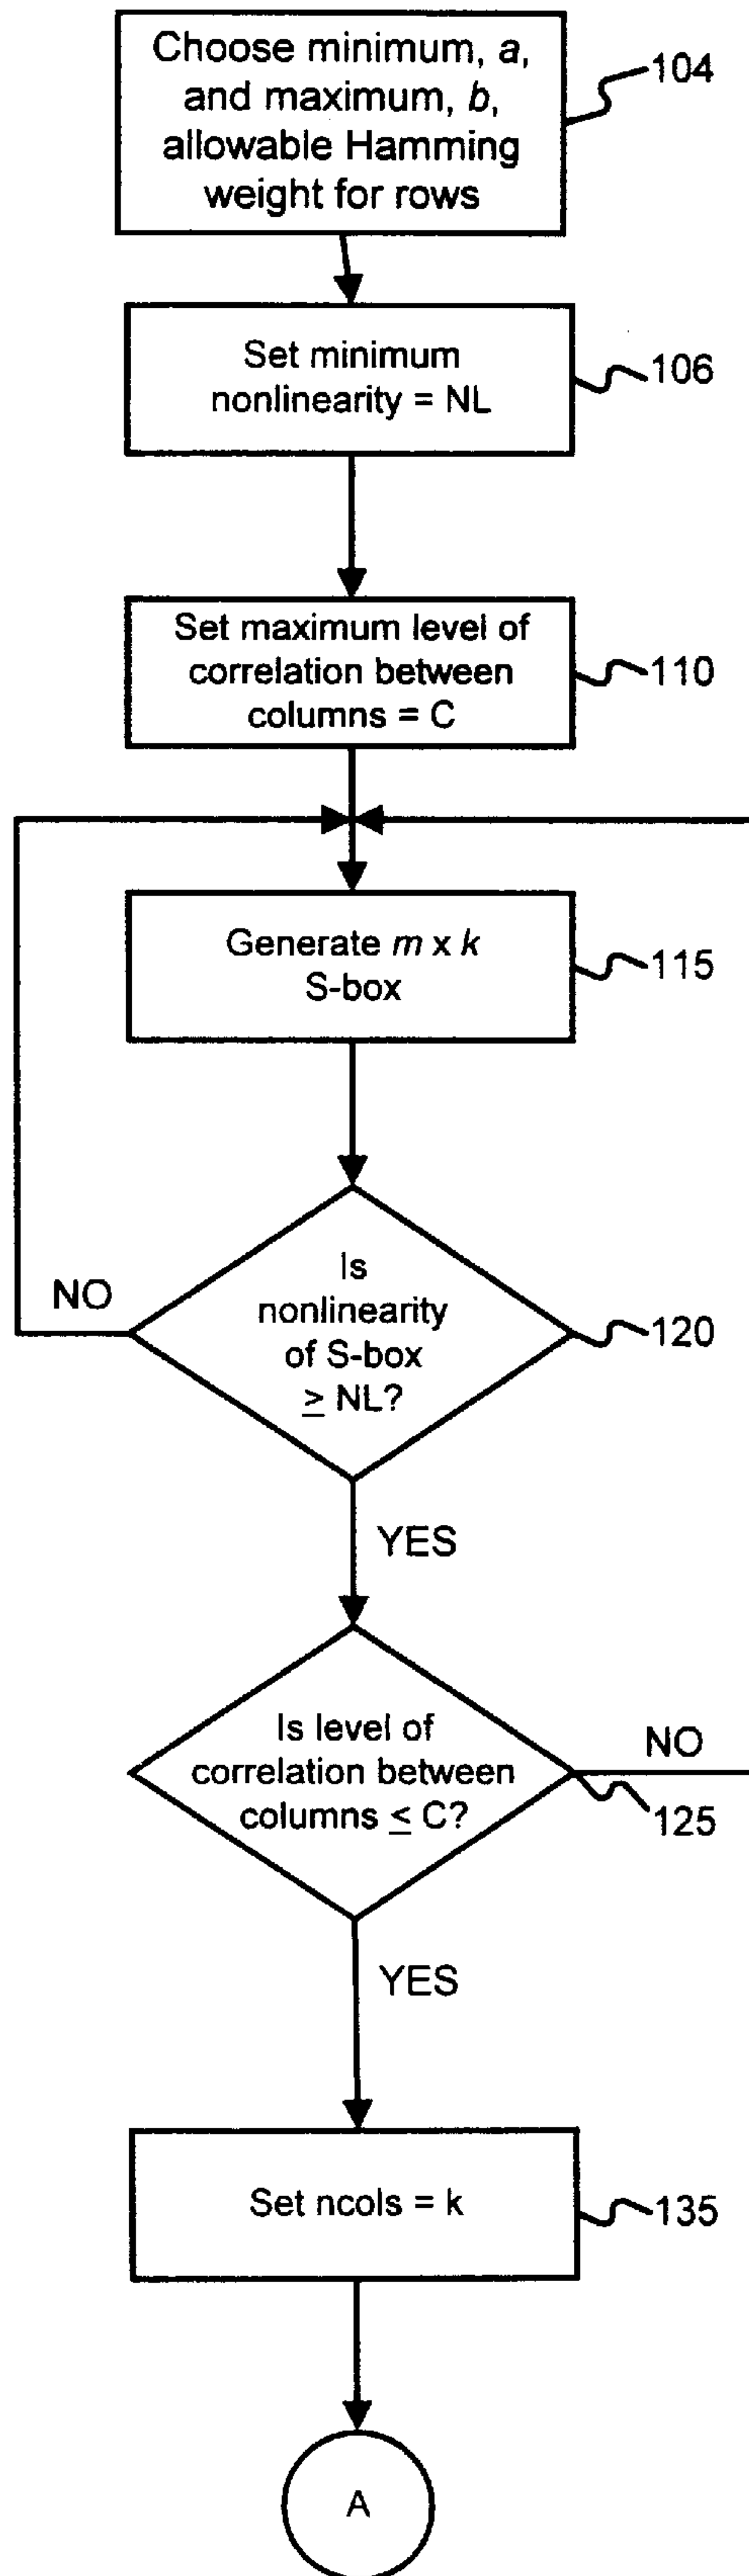 Choose minimum, a,
and maximum, b,
allowable Hamming
weight for rows
104
Set minimum
nonlinearity = NL
106
Set maximum level of
correlation between
columns = C
110
Generate m x k
S-box
115
Is
nonlinearity
of S-box
≥ NL?
120
NO
YES
Is level of
correlation between
columns ≤ C?
NO
125
YES
Set ncols = k
135
A